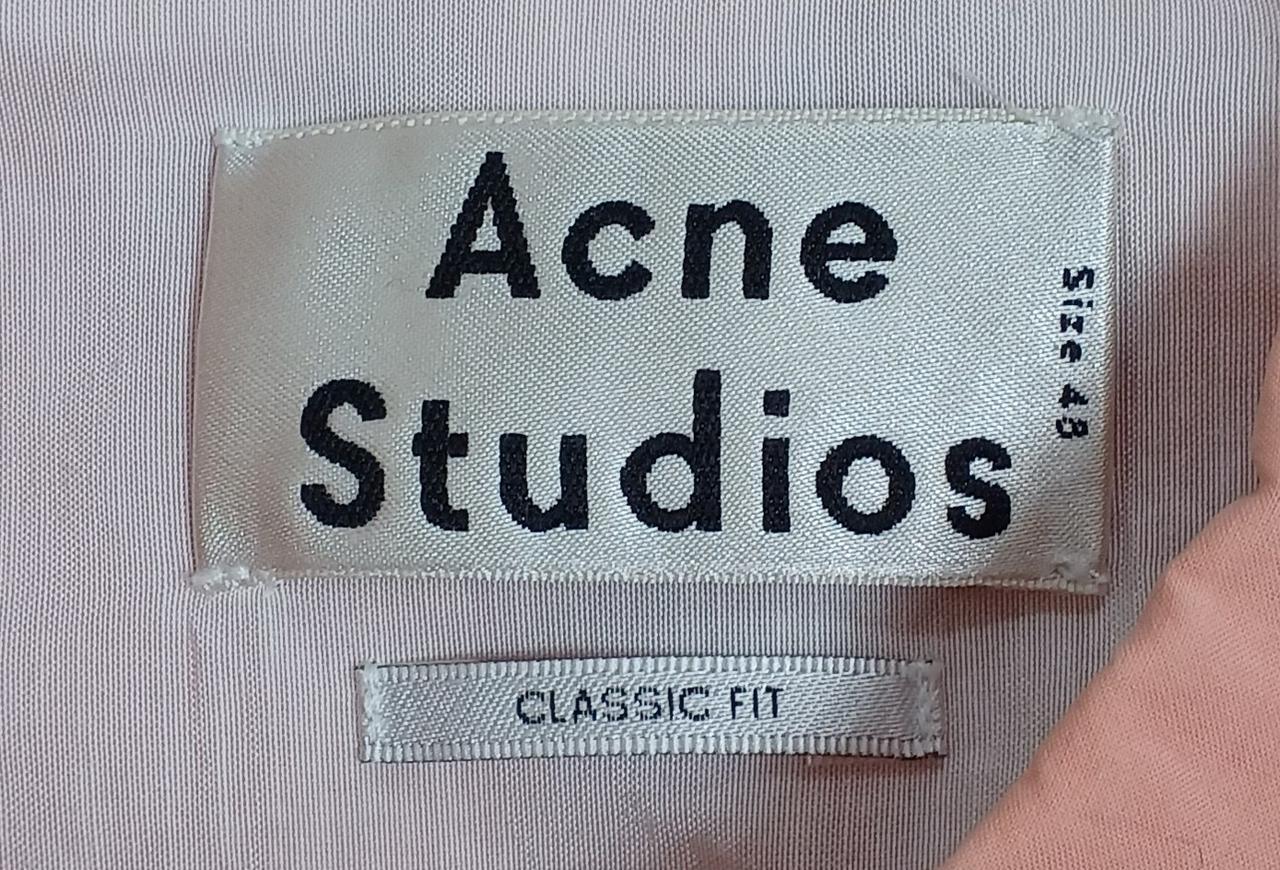 Acne
Studios
Size 48
CLASSIC FIT